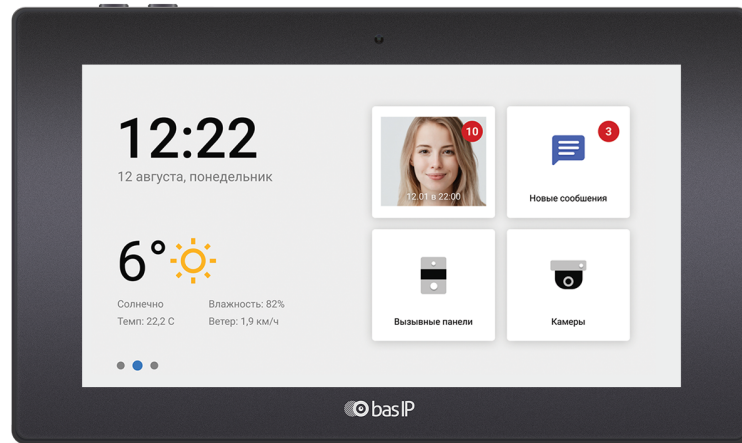 12:22
12 августа, понедельник
6°
Солнечно
Влажность: 82%
Темп: 22,2 C
Ветер: 1,9 км/ч
10
12.01 в 22:00
3
Новые сообшения
Вызывные панели
Камеры
bas IP